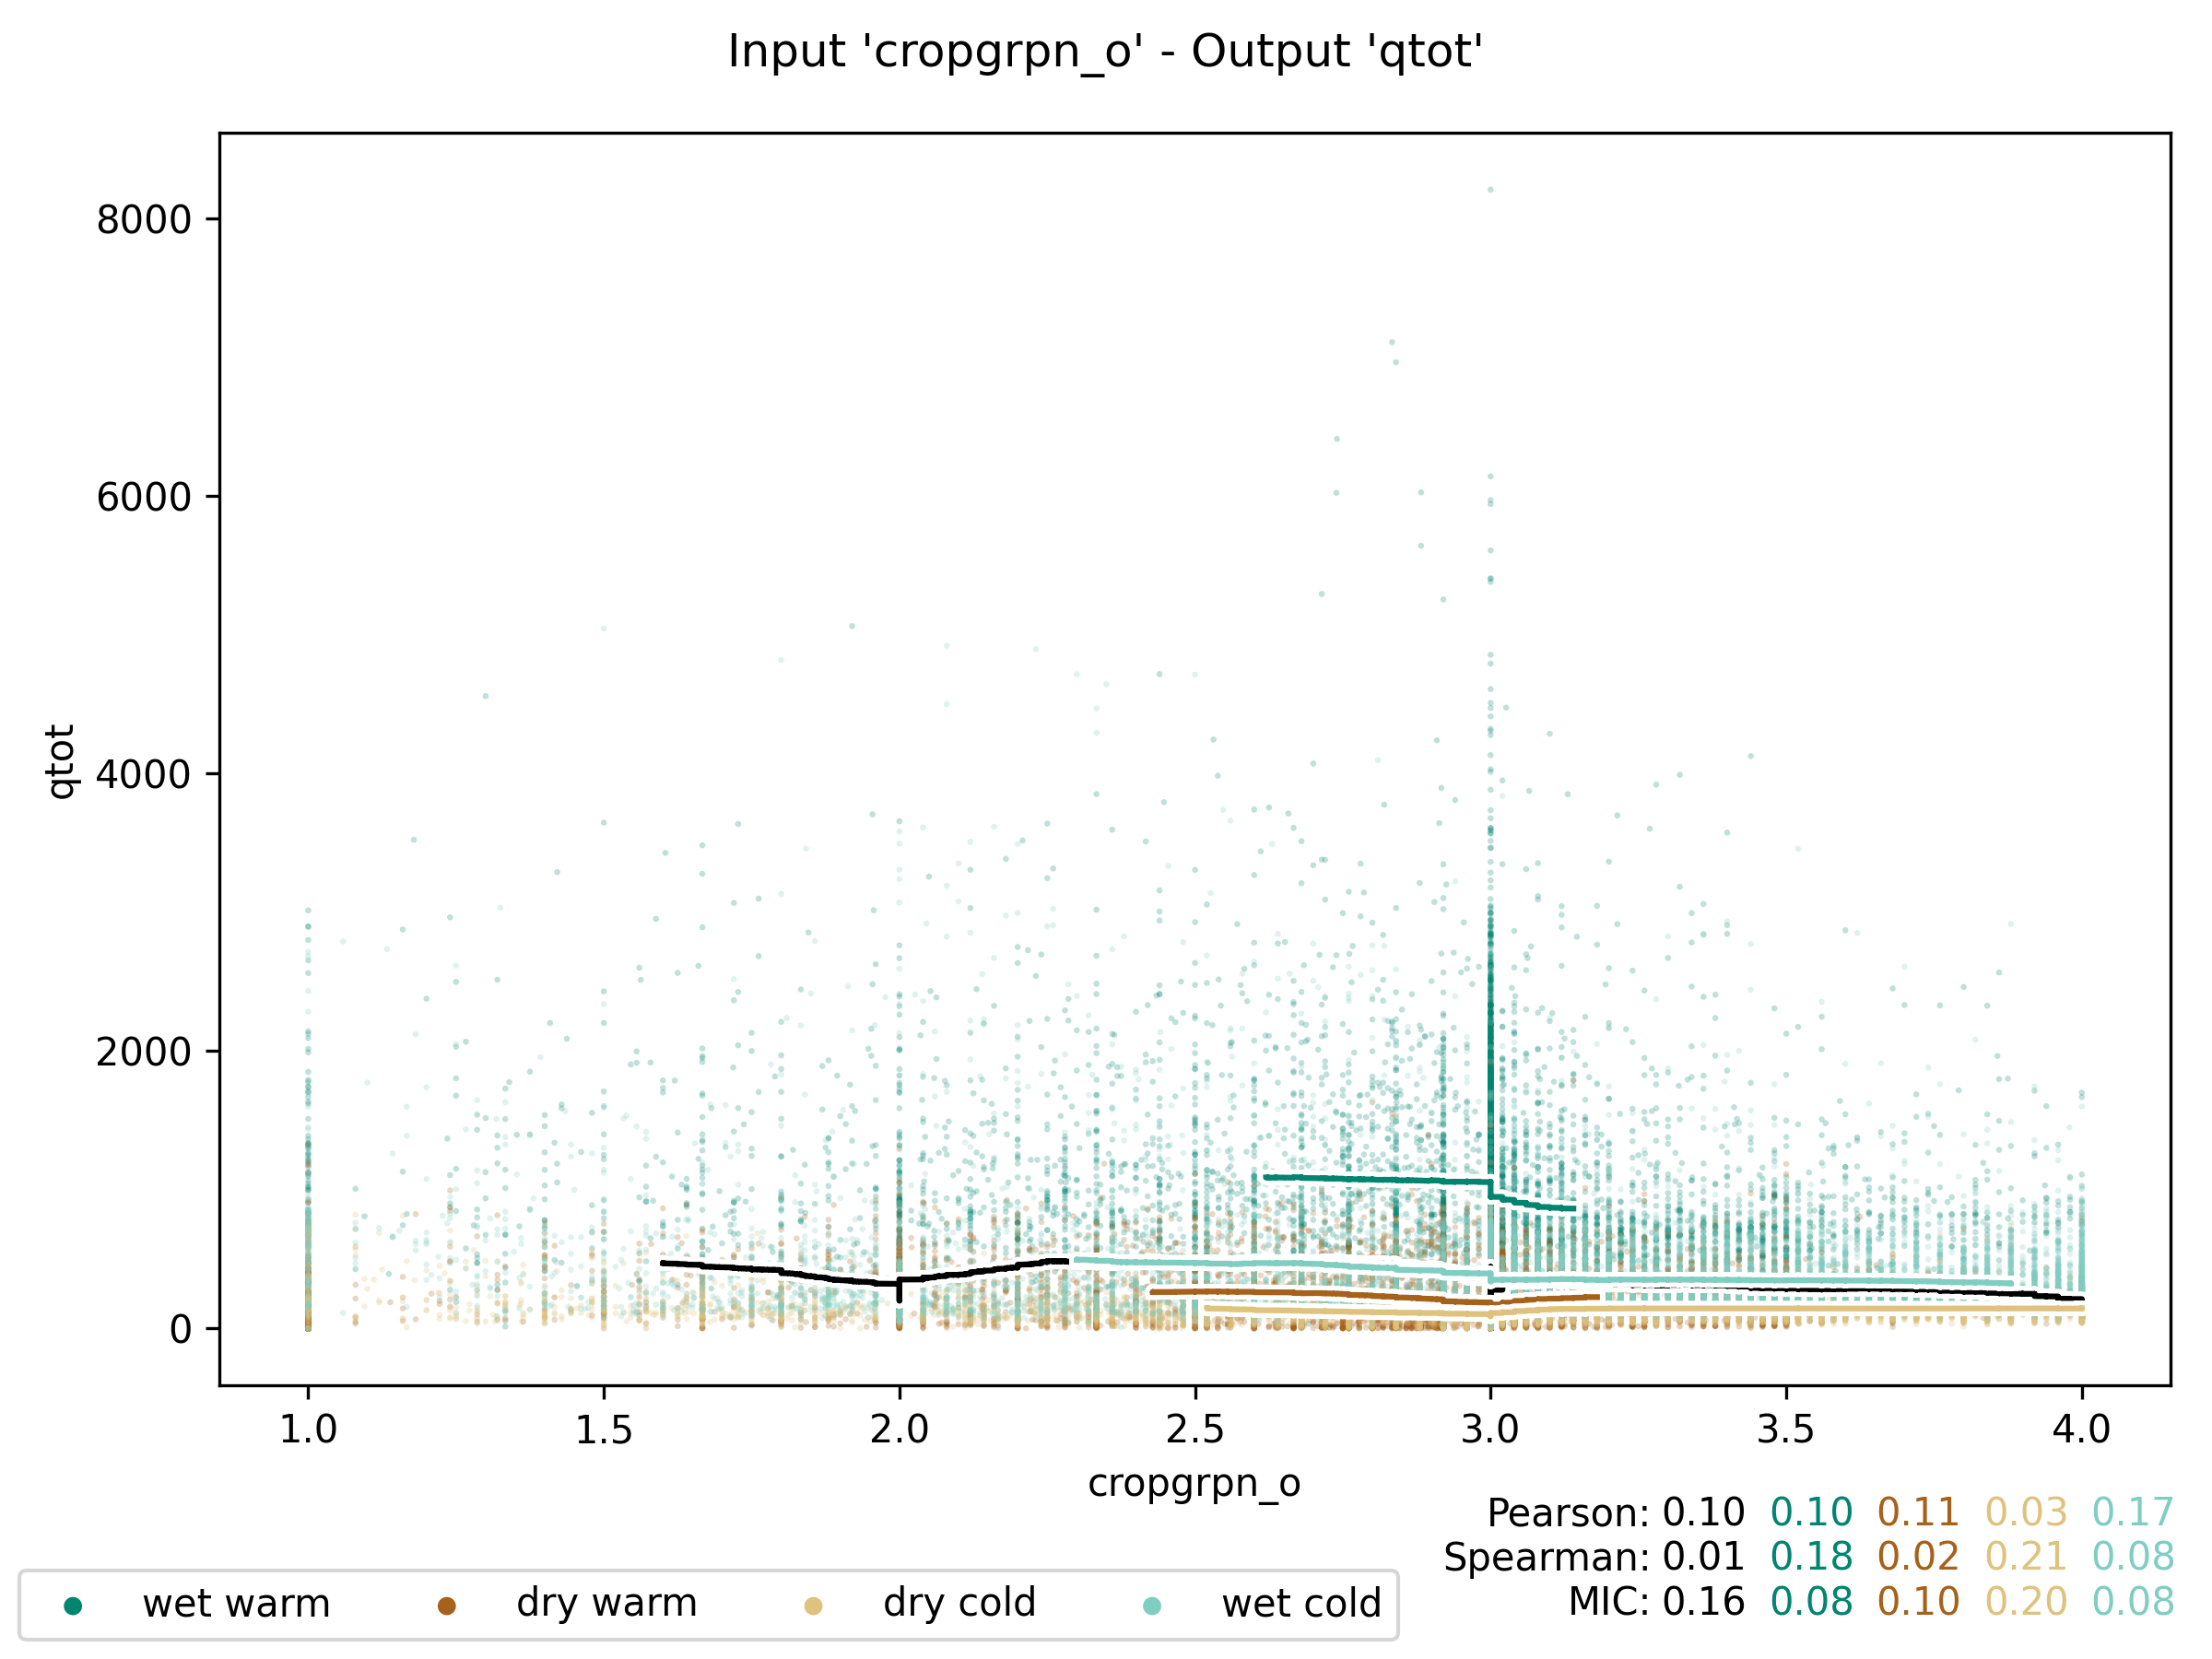 Input 'cropgrpn_o' - Output 'qtot'
8000
6000
4000
2000
0
qtot
1.0 1.5 2.0 2.5 3.0 3.5 4.0
cropgrpn_o
Pearson: 0.10 0.10 0.11 0.03 0.17
Spearman: 0.01 0.18 0.02 0.21 0.08
MIC: 0.16 0.08 0.10 0.20 0.08
wet warm dry warm dry cold wet cold